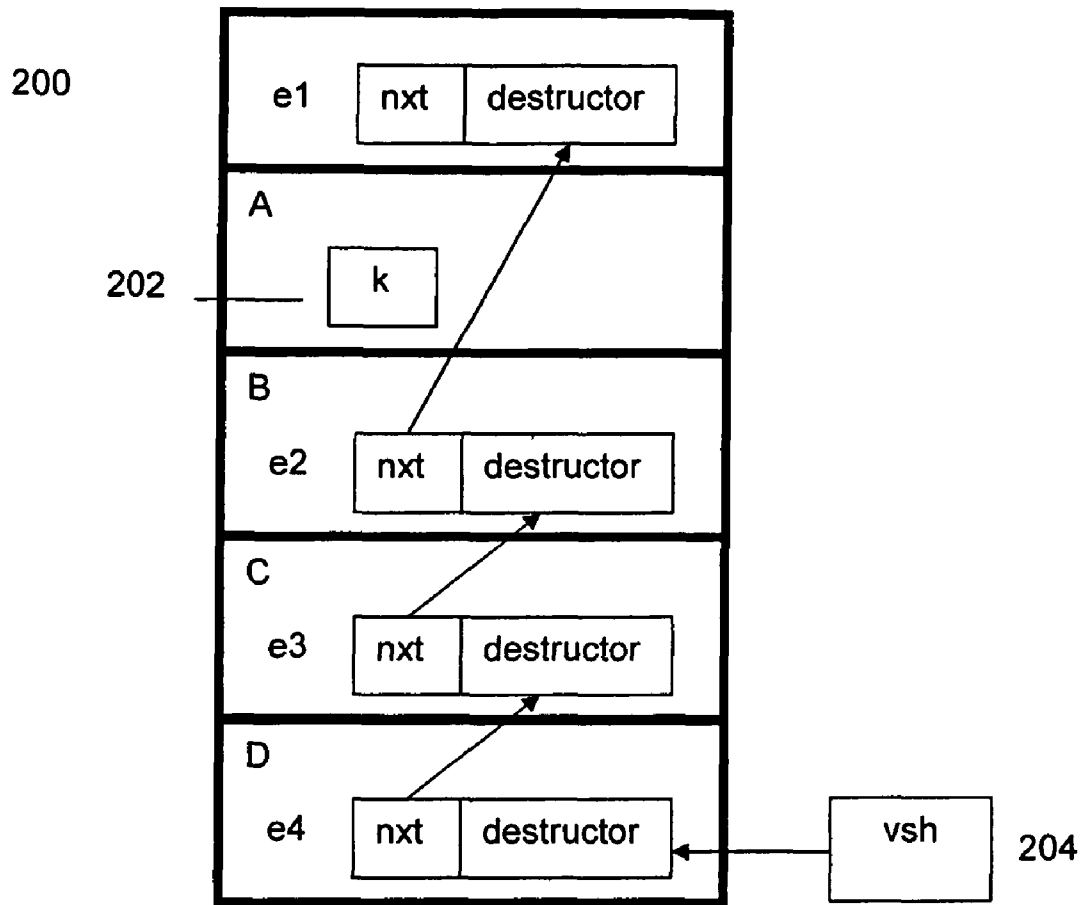 200
e1 nxt destructor
A
202 k
B
e2 nxt destructor
C
e3 nxt destructor
D
e4 nxt destructor vsh 204